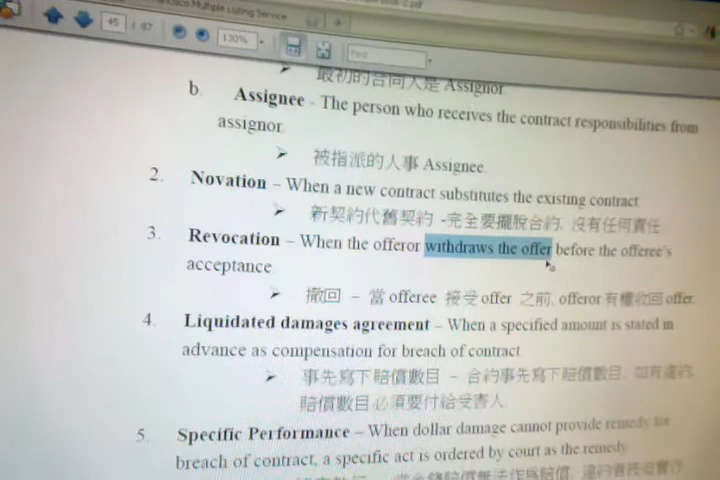 Multiple Listing Service
45 / 87
130%
Find
最初的合同人是 Assignor.
b. Assignee - The person who receives the contract responsibilities from
assignor.
➢ 被指派的人事 Assignee.
2. Novation – When a new contract substitutes the existing contract
➢ 新契約代舊契約 -完全要擺脫合約, 沒有任何責任
3. Revocation – When the offeror withdraws the offer before the offeree's
acceptance
➢ 撤回 – 當 offeree 接受 offer 之前, offeror 有權收回 offer.
4. Liquidated damages agreement – When a specified amount is stated in
advance as compensation for breach of contract
➢ 事先寫下賠償數目 – 合約事先寫下賠償數目, 如有違約,
賠償數目必須要付給受害人
5. Specific Performance – When dollar damage cannot provide remedy for
breach of contract, a specific act is ordered by court as the remedy